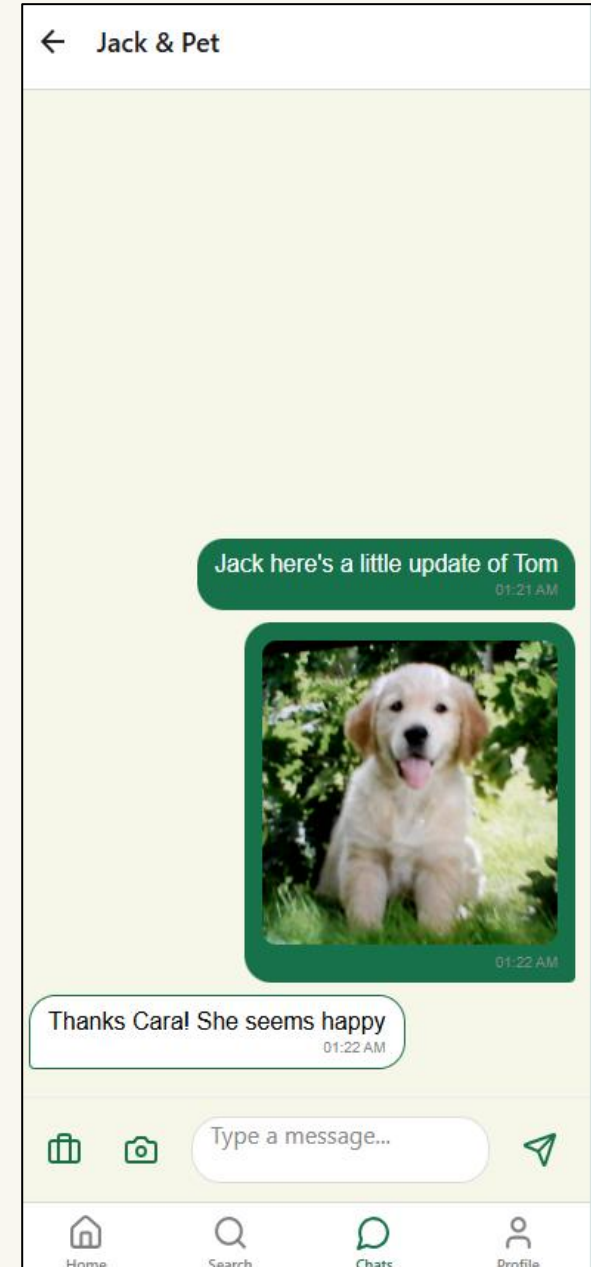 Jack & Pet
Jack here's a little update of Tom
01:21 AM
01:22 AM
Thanks Cara! She seems happy
01:22 AM
Type a message...
Home
Search
Chats
Profile